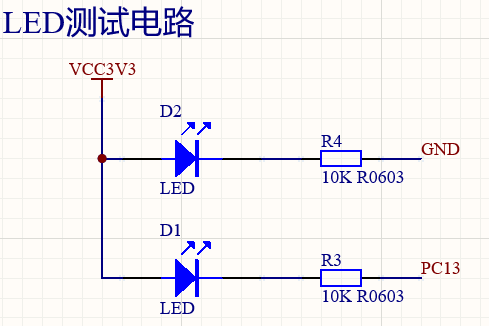 LED测试电路
VCC3V3
D2
LED
R4
10K R0603
GND
D1
LED
R3
10K R0603
PC13